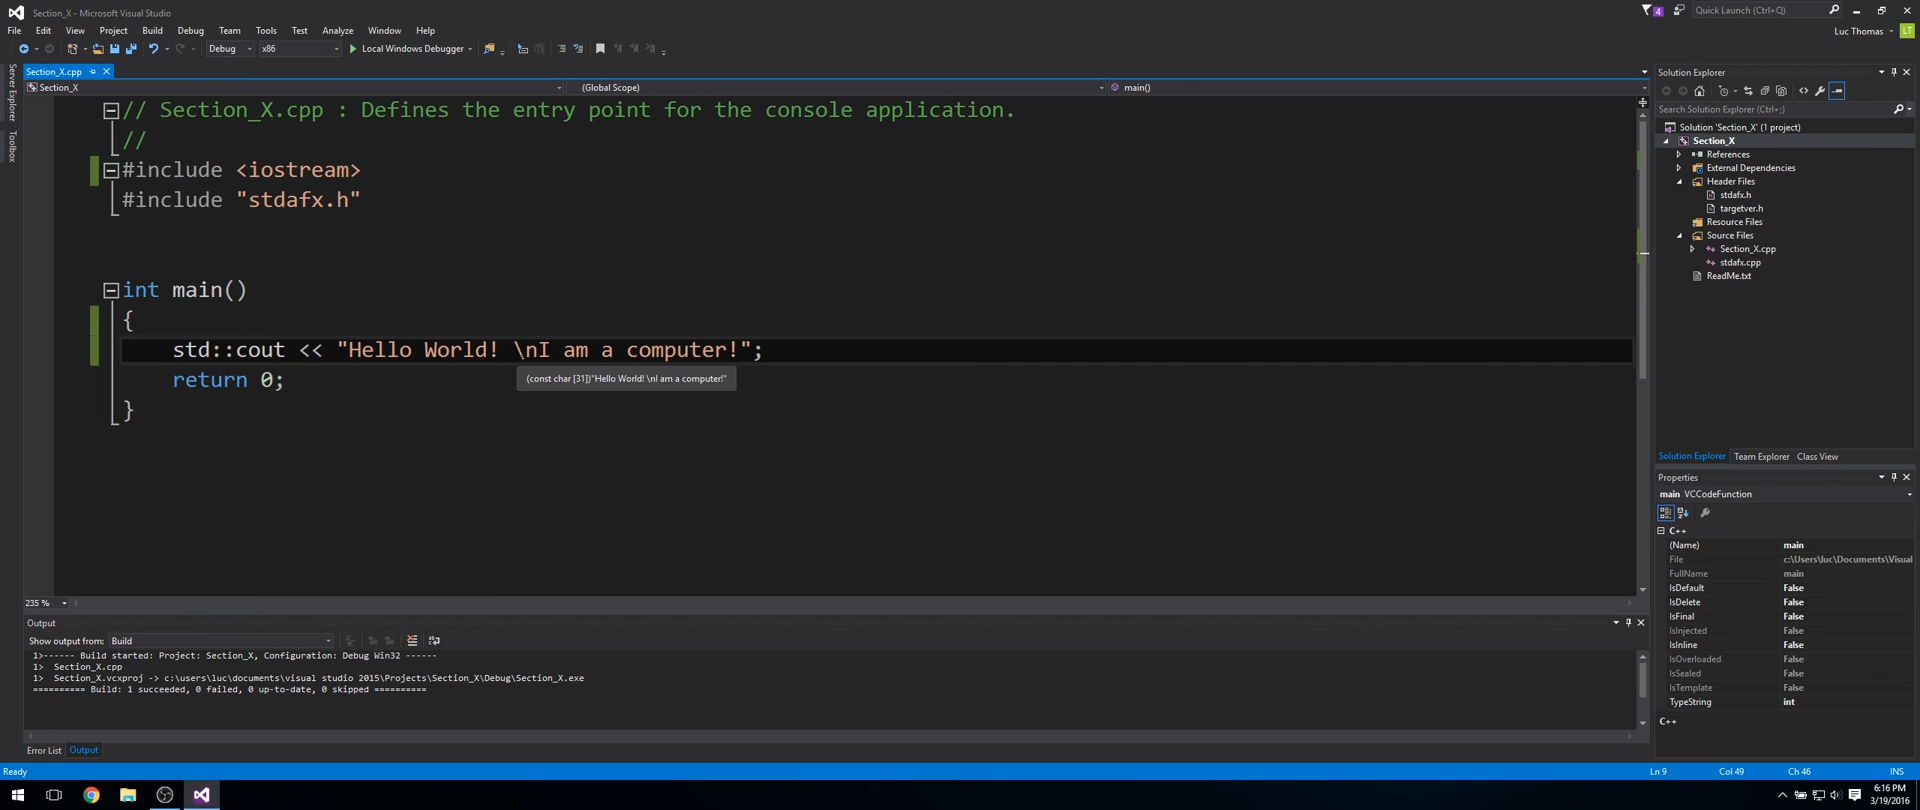 Section_X - Microsoft Visual Studio
4
Quick Launch (Ctrl+Q)
File Edit View Project Build Debug Team Tools Test Analyze Window Help
Luc Thomas LT
Debug x86 Local Windows Debugger
Server Explorer
Toolbox
Section_X.cpp
Section_X (Global Scope) main()
// Section_X.cpp : Defines the entry point for the console application.
//
#include <iostream>
#include "stdafx.h"
int main()
{
std::cout << "Hello World! \nI am a computer!";
(const char [31])"Hello World! \nI am a computer!"
return 0;
}
235 %
Solution Explorer
Search Solution Explorer (Ctrl+;)
Solution 'Section_X' (1 project)
Section_X
References
External Dependencies
Header Files
stdafx.h
targetver.h
Resource Files
Source Files
Section_X.cpp
stdafx.cpp
ReadMe.txt
Solution Explorer Team Explorer Class View
Properties
main VCCodeFunction
C++
(Name) main
File c:\Users\luc\Documents\Visual
FullName main
IsDefault False
IsDelete False
IsFinal False
IsInjected False
IsInline False
IsOverloaded False
IsSealed False
IsTemplate False
TypeString int
C++
Output
Show output from: Build
1>------ Build started: Project: Section_X, Configuration: Debug Win32 ------
1> Section_X.cpp
1> Section_X.vcxproj -> c:\users\luc\documents\visual studio 2015\Projects\Section_X\Debug\Section_X.exe
========== Build: 1 succeeded, 0 failed, 0 up-to-date, 0 skipped ==========
Error List Output
Ready Ln 9 Col 49 Ch 46 INS
6:16 PM
3/19/2016